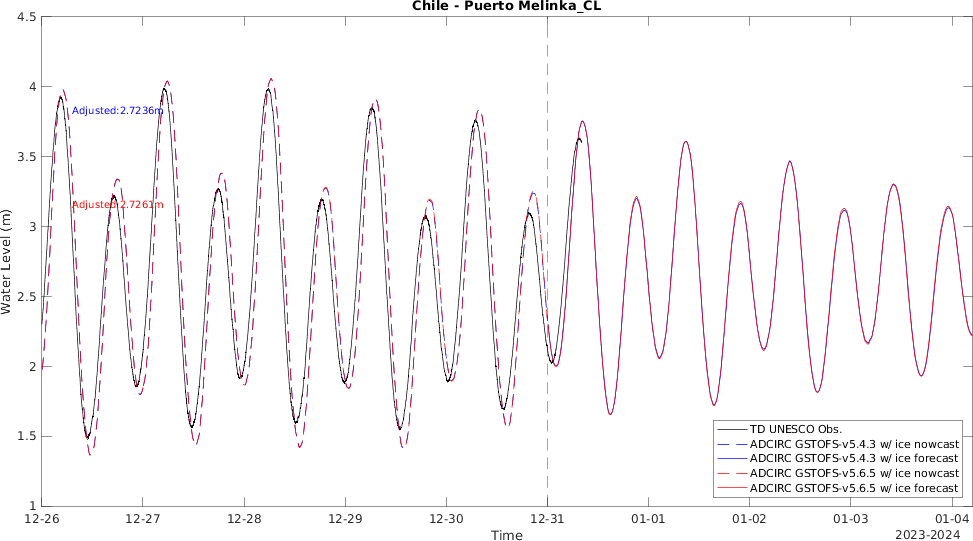 Chile - Puerto Melinka_CL
4.5
4
3.5
3
2.5
2
1.5
1
Water Level (m)
Adjusted:2.7236m
Adjusted:2.7261m
TD UNESCO Obs.
ADCIRC GSTOFS-v5.4.3 w/ ice nowcast
ADCIRC GSTOFS-v5.4.3 w/ ice forecast
ADCIRC GSTOFS-v5.6.5 w/ ice nowcast
ADCIRC GSTOFS-v5.6.5 w/ ice forecast
12-26 12-27 12-28 12-29 12-30 12-31 01-01 01-02 01-03 01-04
Time
2023-2024